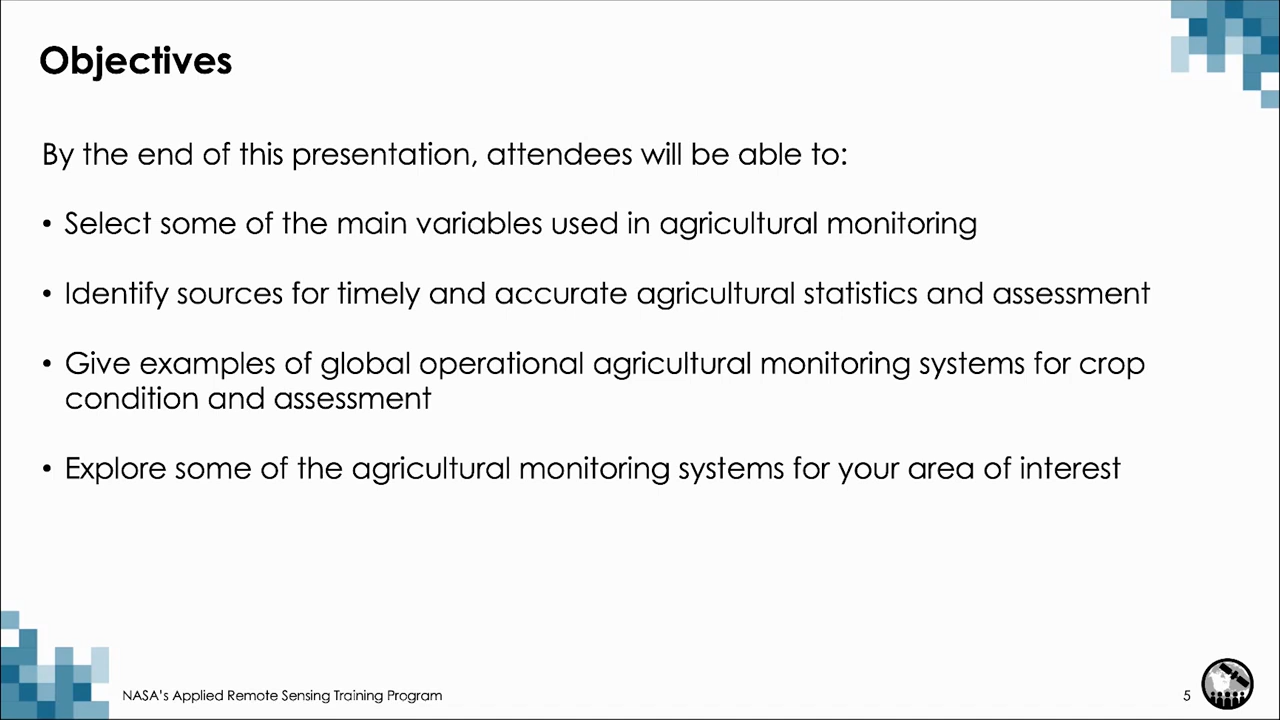 Objectives
By the end of this presentation, attendees will be able to:
• Select some of the main variables used in agricultural monitoring
• Identify sources for timely and accurate agricultural statistics and assessment
• Give examples of global operational agricultural monitoring systems for crop
condition and assessment
• Explore some of the agricultural monitoring systems for your area of interest
NASA's Applied Remote Sensing Training Program
5